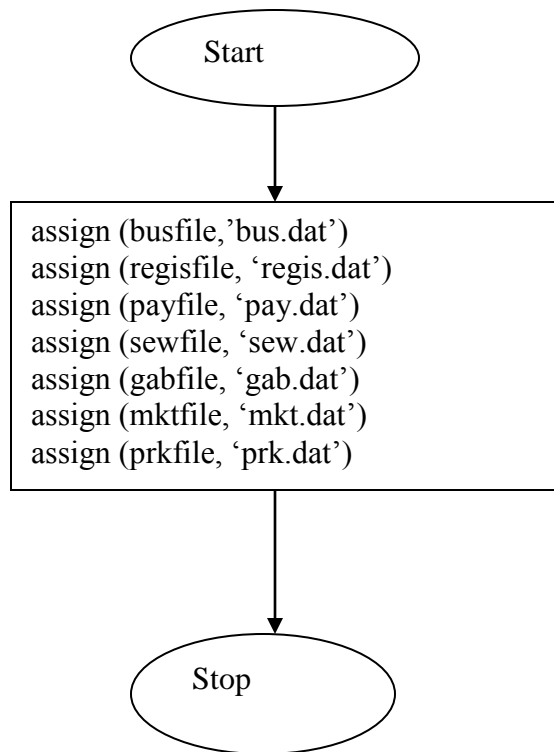 Start
assign (busfile,’bus.dat’)
assign (regisfile, ‘regis.dat’)
assign (payfile, ‘pay.dat’)
assign (sewfile, ‘sew.dat’)
assign (gabfile, ‘gab.dat’)
assign (mktfile, ‘mkt.dat’)
assign (prkfile, ‘prk.dat’)
Stop